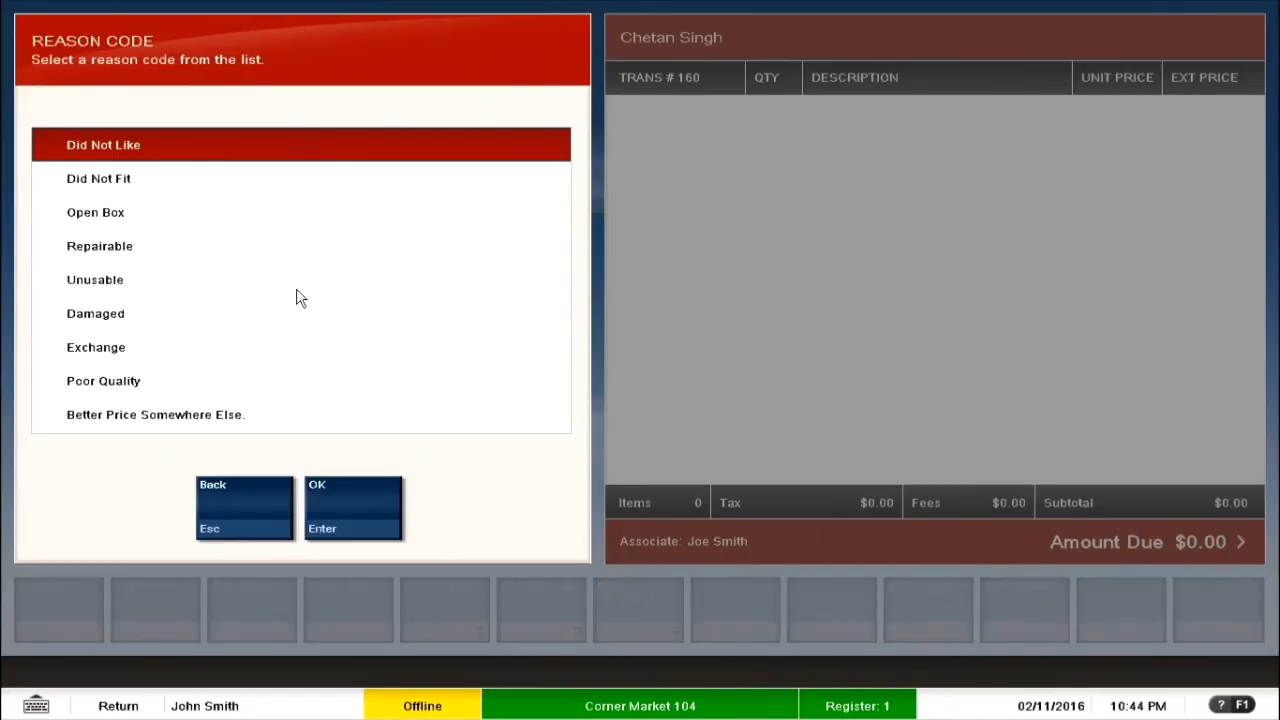 REASON CODE
Select a reason code from the list.
Did Not Like
Did Not Fit
Open Box
Repairable
Unusable
Damaged
Exchange
Poor Quality
Better Price Somewhere Else.
Back
Esc
OK
Enter
Chetan Singh
TRANS # 160 QTY DESCRIPTION UNIT PRICE EXT PRICE
Items 0 Tax $0.00 Fees $0.00 Subtotal $0.00
Associate: Joe Smith Amount Due $0.00 >
Return John Smith Offline Corner Market 104 Register: 1 02/11/2016 10:44 PM ? F1